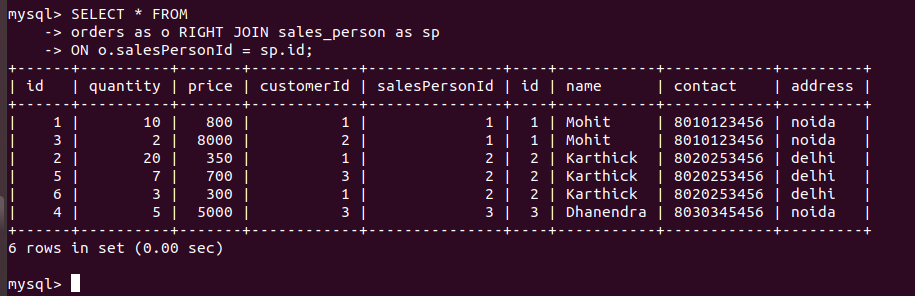 mysql> SELECT * FROM
    -> orders as o RIGHT JOIN sales_person as sp
    -> ON o.salesPersonId = sp.id;
+------+----------+-------+------------+---------------+----+-----------+------------+---------+
| id   | quantity | price | customerId | salesPersonId | id | name      | contact    | address |
+------+----------+-------+------------+---------------+----+-----------+------------+---------+
|    1 |       10 |   800 |          1 |             1 |  1 | Mohit     | 8010123456 | noida   |
|    3 |        2 |  8000 |          2 |             1 |  1 | Mohit     | 8010123456 | noida   |
|    2 |       20 |   350 |          1 |             2 |  2 | Karthick  | 8020253456 | delhi   |
|    5 |        7 |   700 |          3 |             2 |  2 | Karthick  | 8020253456 | delhi   |
|    6 |        3 |   300 |          1 |             2 |  2 | Karthick  | 8020253456 | delhi   |
|    4 |        5 |  5000 |          3 |             3 |  3 | Dhanendra | 8030345456 | noida   |
+------+----------+-------+------------+---------------+----+-----------+------------+---------+
6 rows in set (0.00 sec)
mysql>